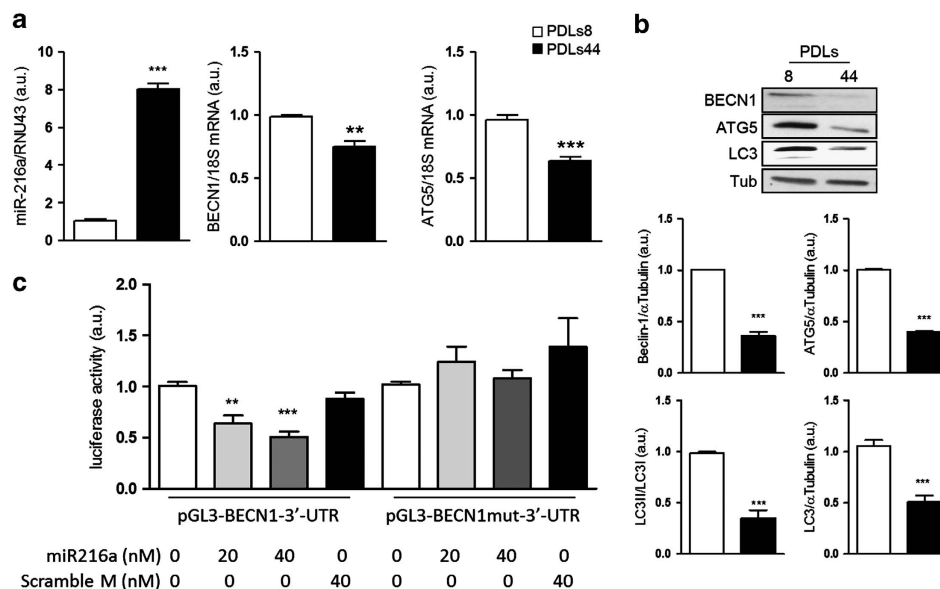 a
PDLs8
PDLs44
miR-216a/RNU43 (a.u.)
10
8
6
4
2
0
***
BECN1/18S mRNA (a.u.)
1.5
1.0
0.5
0.0
**
ATG5/18S mRNA (a.u.)
1.5
1.0
0.5
0.0
***
b
PDLs
8 44
BECN1
ATG5
LC3
Tub
Beclin-1/αTubulin (a.u.)
1.5
1.0
0.5
0.0
***
ATG5/αTubulin (a.u.)
1.5
1.0
0.5
0.0
***
LC3II/LC3I (a.u.)
1.5
1.0
0.5
0.0
***
LC3/αTubulin (a.u.)
1.5
1.0
0.5
0.0
***
c
luciferase activity (a.u.)
2.0
1.5
1.0
0.5
0.0
**
***
pGL3-BECN1-3’-UTR pGL3-BECN1mut-3’-UTR
miR216a (nM) 0 20 40 0 0 20 40 0
Scramble M (nM) 0 0 0 40 0 0 0 40